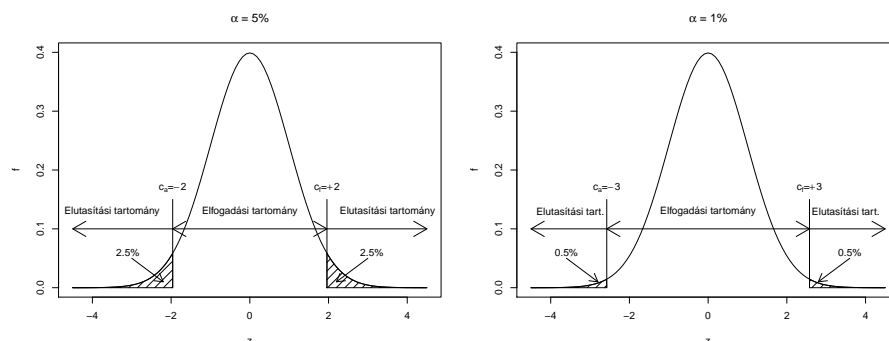 α = 5%
f
0.4
0.3
0.2
0.1
0.0
cₐ=−2
c_f=+2
Elutasítási tartomány
Elfogadási tartomány
Elutasítási tartomány
2.5%
2.5%
−4
−2
0
2
4
z
α = 1%
f
0.4
0.3
0.2
0.1
0.0
cₐ=−3
c_f=+3
Elutasítási tart.
Elfogadási tartomány
Elutasítási tart.
0.5%
0.5%
−4
−2
0
2
4
z